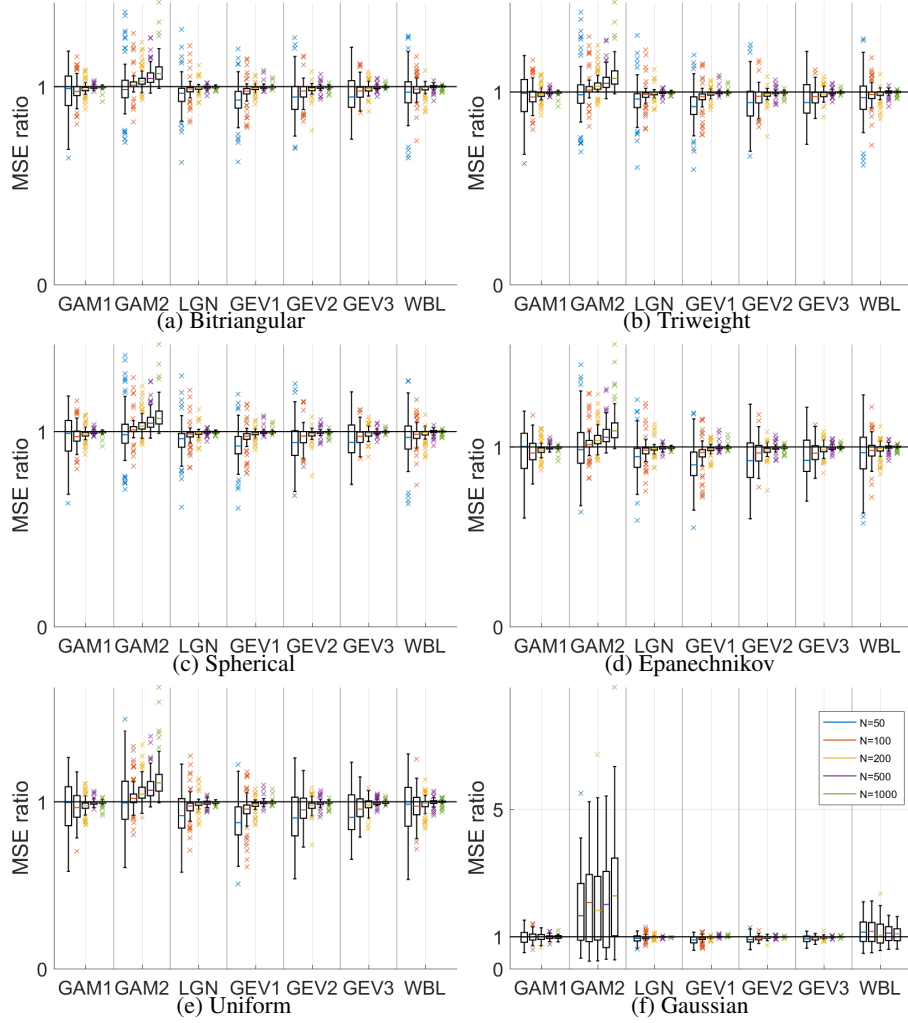 MSE ratio
1
0
GAM1 GAM2 LGN GEV1 GEV2 GEV3 WBL
(a) Bitriangular
MSE ratio
1
0
GAM1 GAM2 LGN GEV1 GEV2 GEV3 WBL
(b) Triweight
MSE ratio
1
0
GAM1 GAM2 LGN GEV1 GEV2 GEV3 WBL
(c) Spherical
MSE ratio
1
0
GAM1 GAM2 LGN GEV1 GEV2 GEV3 WBL
(d) Epanechnikov
MSE ratio
1
0
GAM1 GAM2 LGN GEV1 GEV2 GEV3 WBL
(e) Uniform
MSE ratio
5
1
0
N=50
N=100
N=200
N=500
N=1000
GAM1 GAM2 LGN GEV1 GEV2 GEV3 WBL
(f) Gaussian